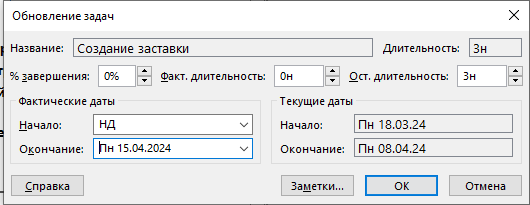 Обновление задач
Название: Создание заставки Длительность: 3н
% завершения: 0% Факт. длительность: 0н Ост. длительность: 3н
Фактические даты Текущие даты
Начало: НД Начало: Пн 18.03.24
Окончание: Пн 15.04.2024 Окончание: Пн 08.04.24
Справка Заметки... ОК Отмена